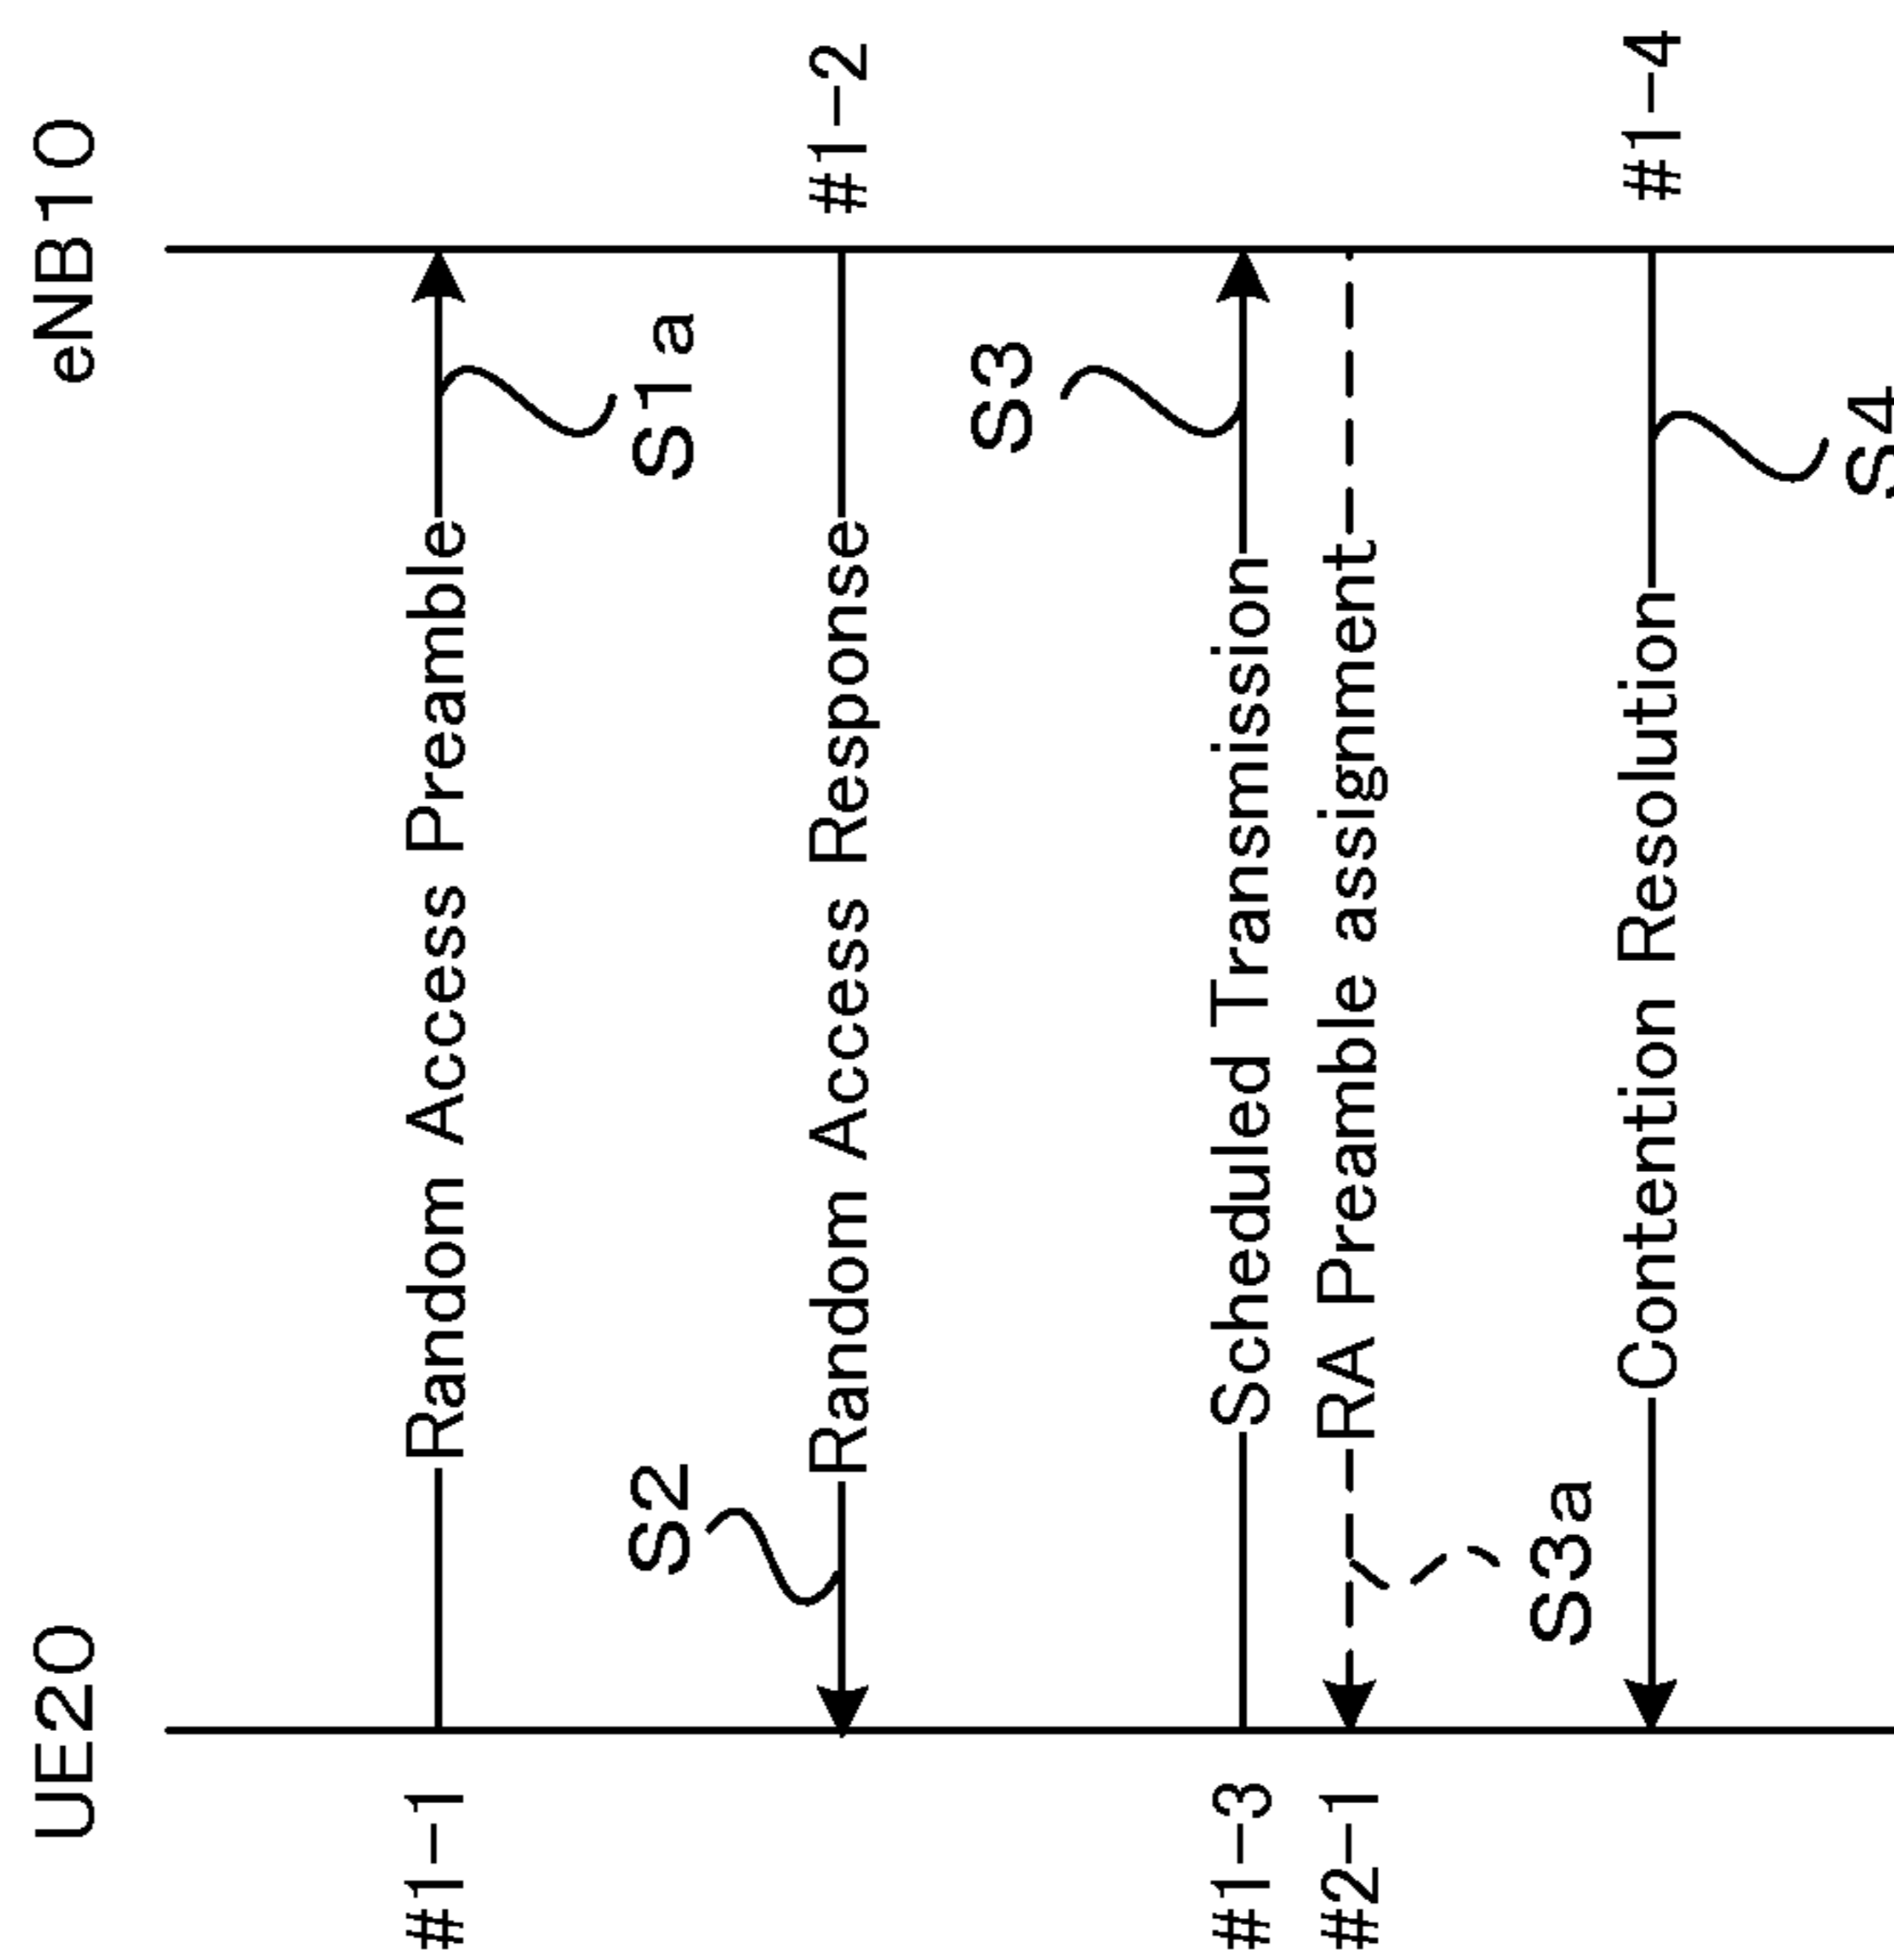 UE20 eNB10
#1-1 Random Access Preamble
S2 S1a
Random Access Response #1-2
S3
#1-3 Scheduled Transmission
#2-1 RA Preamble assignment
S3a
Contention Resolution #1-4
S4